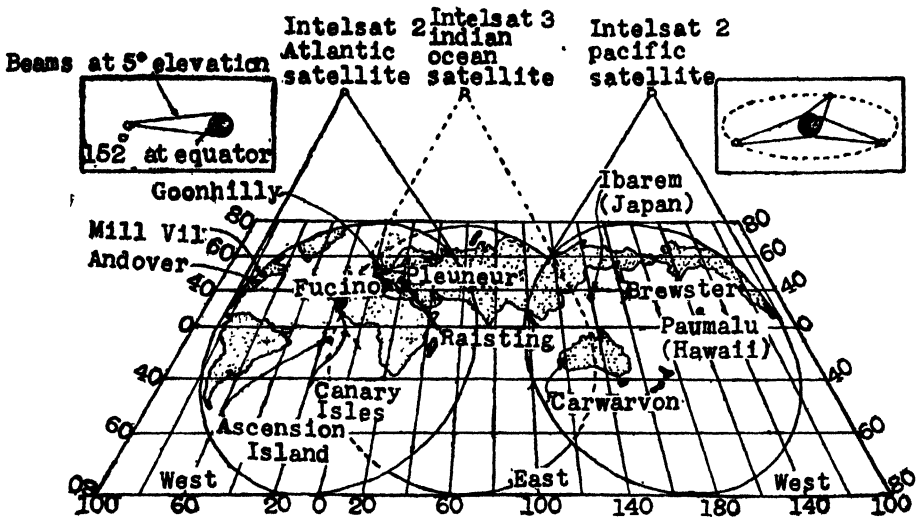 Intelsat 2
Atlantic
satellite
Intelsat 3
indian
ocean
satellite
Intelsat 2
pacific
satellite
Beams at 5° elevation
152 at equator
Goonhilly
Mill Vil
Andover
Fucino
Pleuneur
Raisting
Ibarem
(Japan)
Brewster
Paumalu
(Hawaii)
Canary
Isles
Ascension
Island
Carwarvon
80
60
40
0
40
60
80
60
40
0
40
60
80
West
East
West
100 60 20 0 20 60 100 140 180 140 100